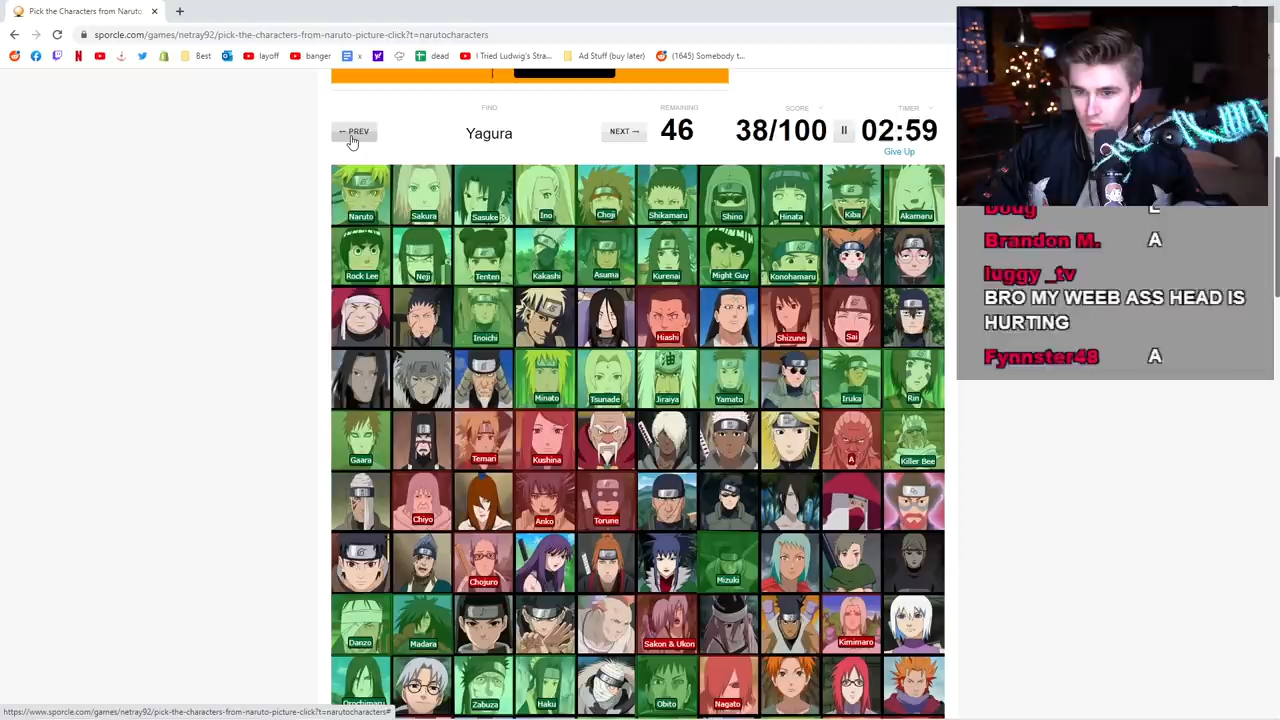 Pick the Characters from Naruto
sporcle.com/games/netray92/pick-the-characters-from-naruto-picture-click?t=narutocharacters
N
Best
layoff
banger
x
dead
I Tried Ludwig's Stra...
Ad Stuff (buy later)
(1645) Somebody t...
FIND
REMAINING
SCORE
TIMER
← PREV
Yagura
NEXT →
46
38/100
02:59
Give Up
Naruto
Sakura
Sasuke
Ino
Choji
Shikamaru
Shino
Hinata
Kiba
Akamaru
Rock Lee
Neji
Tenten
Kakashi
Asuma
Kurenai
Might Guy
Konohamaru
Inoichi
Hiashi
Shizune
Sai
Minato
Tsunade
Jiraiya
Yamato
Iruka
Rin
Gaara
Temari
Kushina
A
Killer Bee
Chiyo
Anko
Torune
Chojuro
Mizuki
Danzo
Madara
Sakon & Ukon
Kimimaro
Orochimaru
Zabuza
Haku
Obito
Nagato
Doug
Brandon M. A
luggy_tv
BRO MY WEEB ASS HEAD IS
HURTING
Fynnster48 A
https://www.sporcle.com/games/netray92/pick-the-characters-from-naruto-picture-click?t=narutocharacters#